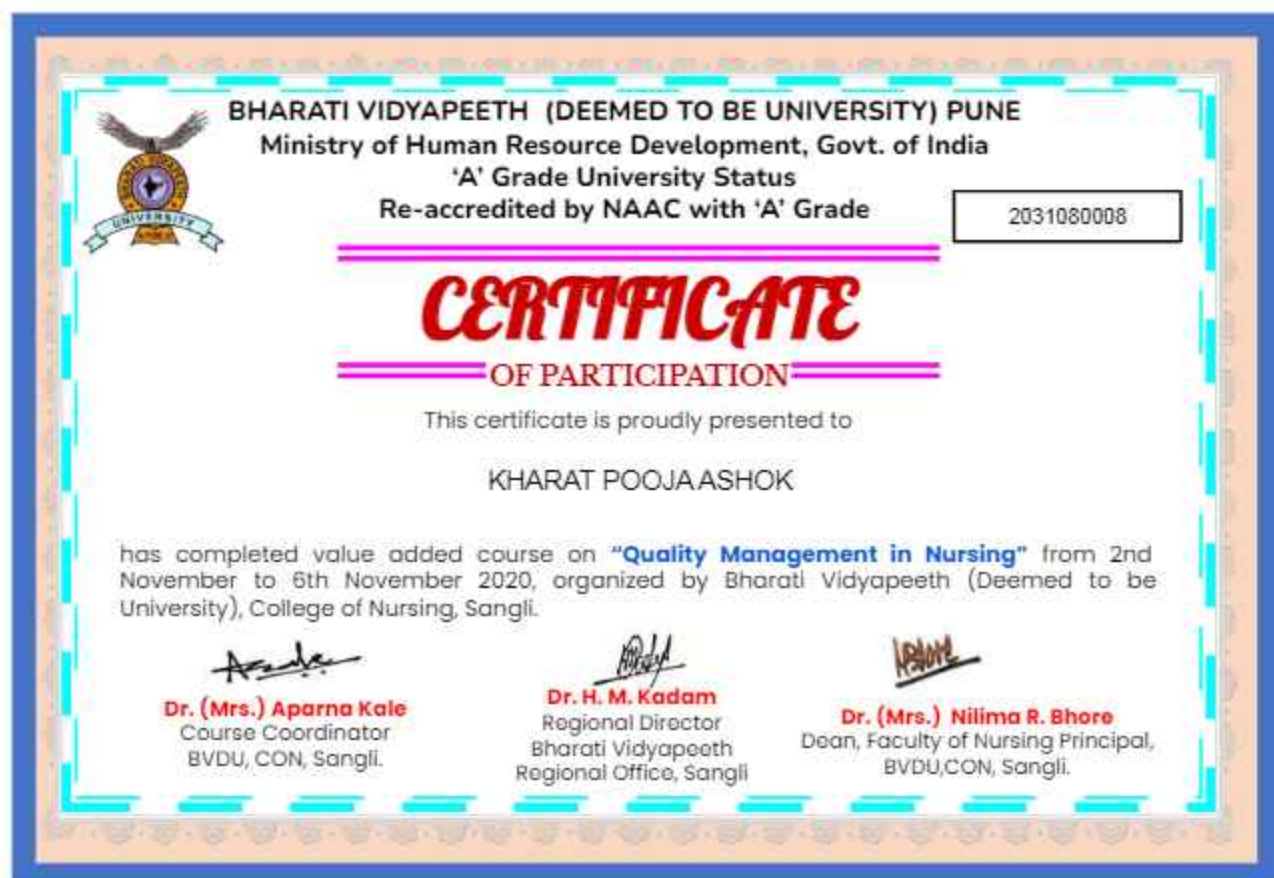 BHARATI VIDYAPEETH (DEEMED TO BE UNIVERSITY) PUNE
Ministry of Human Resource Development, Govt. of India
‘A’ Grade University Status
Re-accredited by NAAC with ‘A’ Grade
2031080008
BHARATI VIDYAPEETH
UNIVERSITY
CERTIFICATE
OF PARTICIPATION
This certificate is proudly presented to
KHARAT POOJA ASHOK
has completed value added course on “Quality Management in Nursing” from 2nd
November to 6th November 2020, organized by Bharati Vidyapeeth (Deemed to be
University), College of Nursing, Sangli.
Dr. (Mrs.) Aparna Kale
Course Coordinator
BVDU, CON, Sangli.
Dr. H. M. Kadam
Regional Director
Bharati Vidyapeeth
Regional Office, Sangli
Dr. (Mrs.) Nilima R. Bhore
Dean, Faculty of Nursing Principal,
BVDU,CON, Sangli.